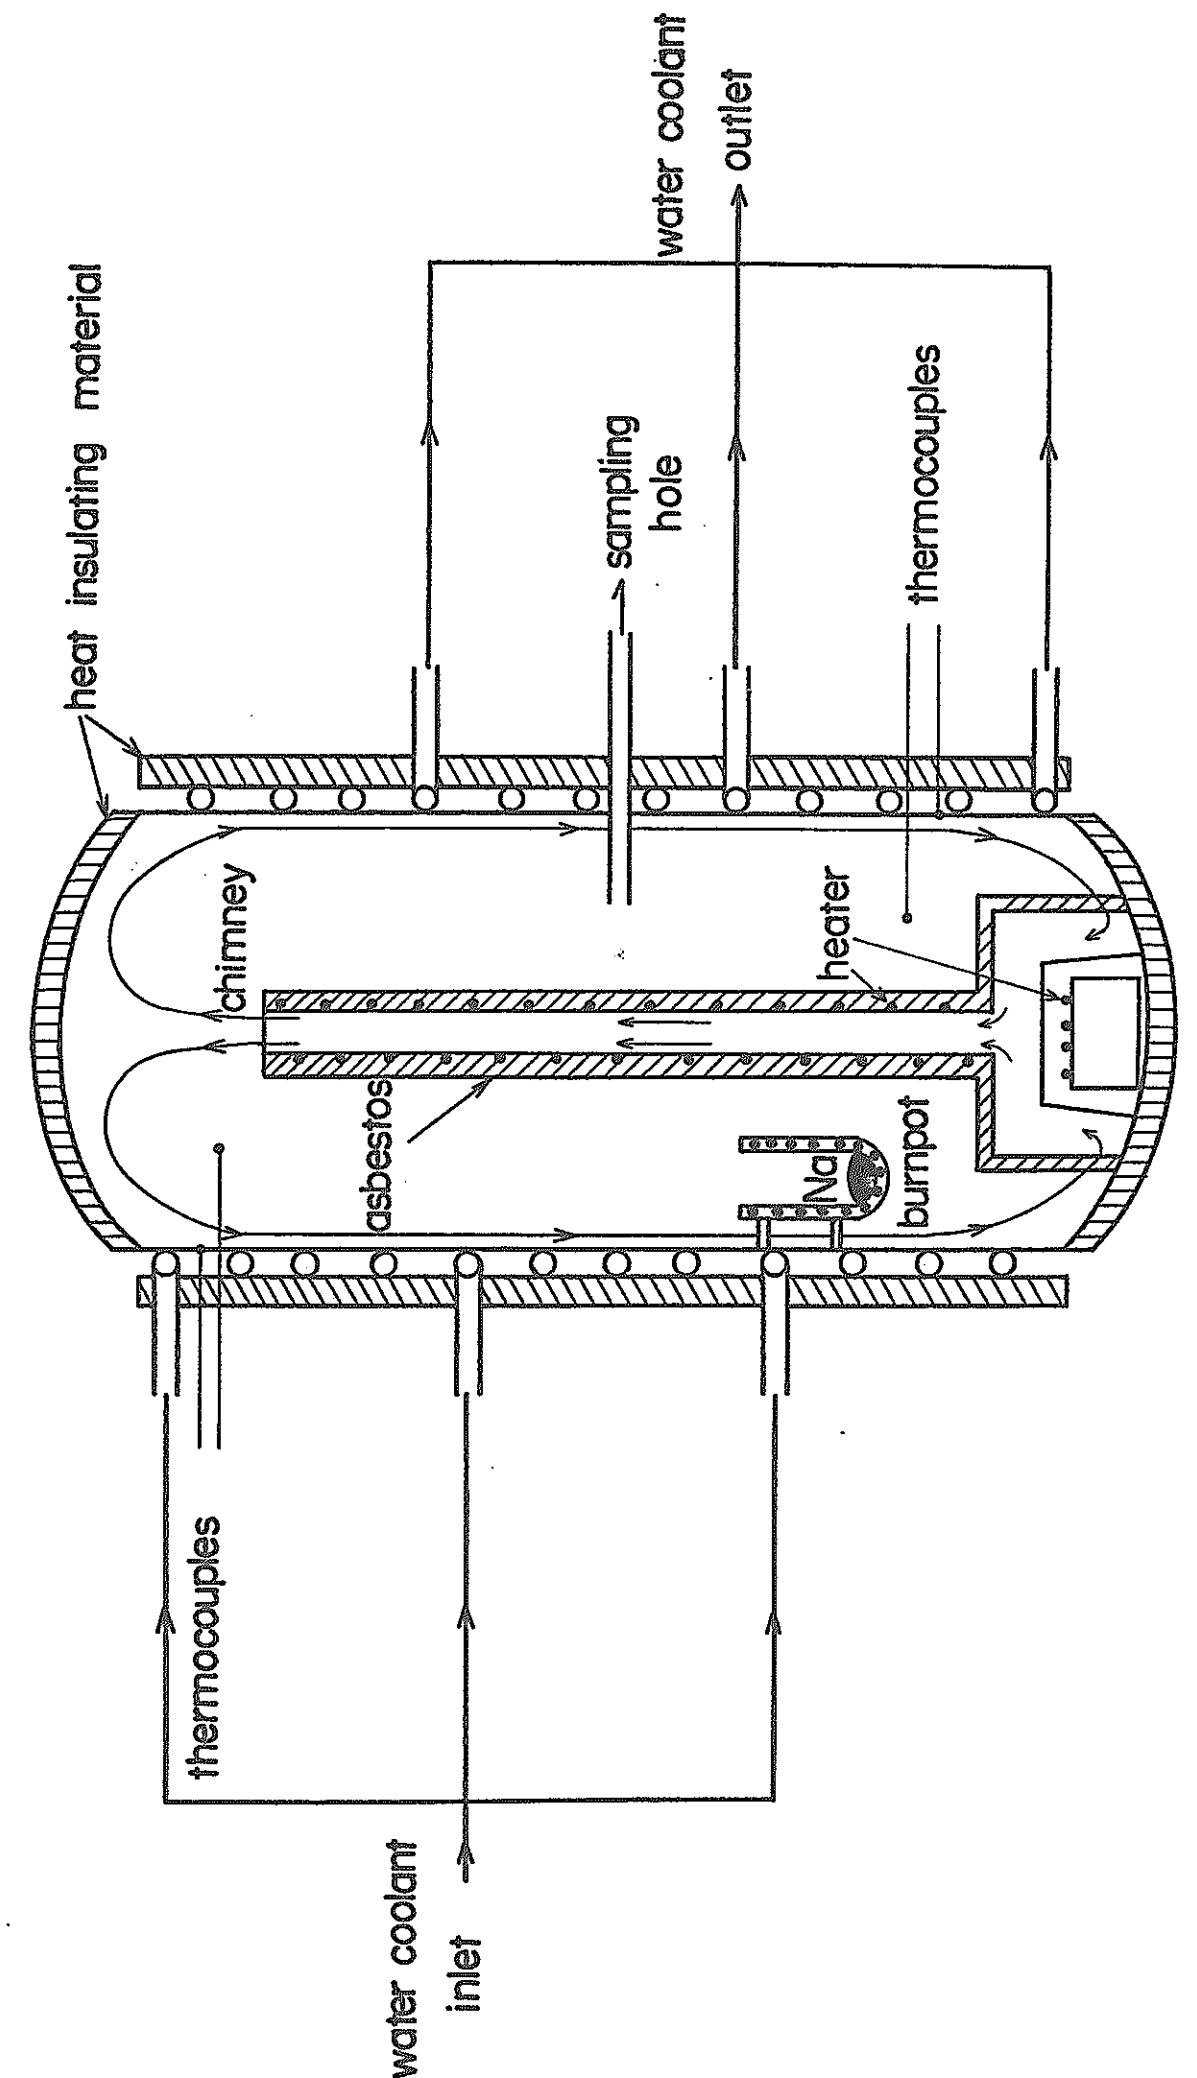 heat insulating material
water coolant
outlet
chimney
sampling
hole
asbestos
heater
thermocouples
Na
burnpot
thermocouples
water coolant
inlet